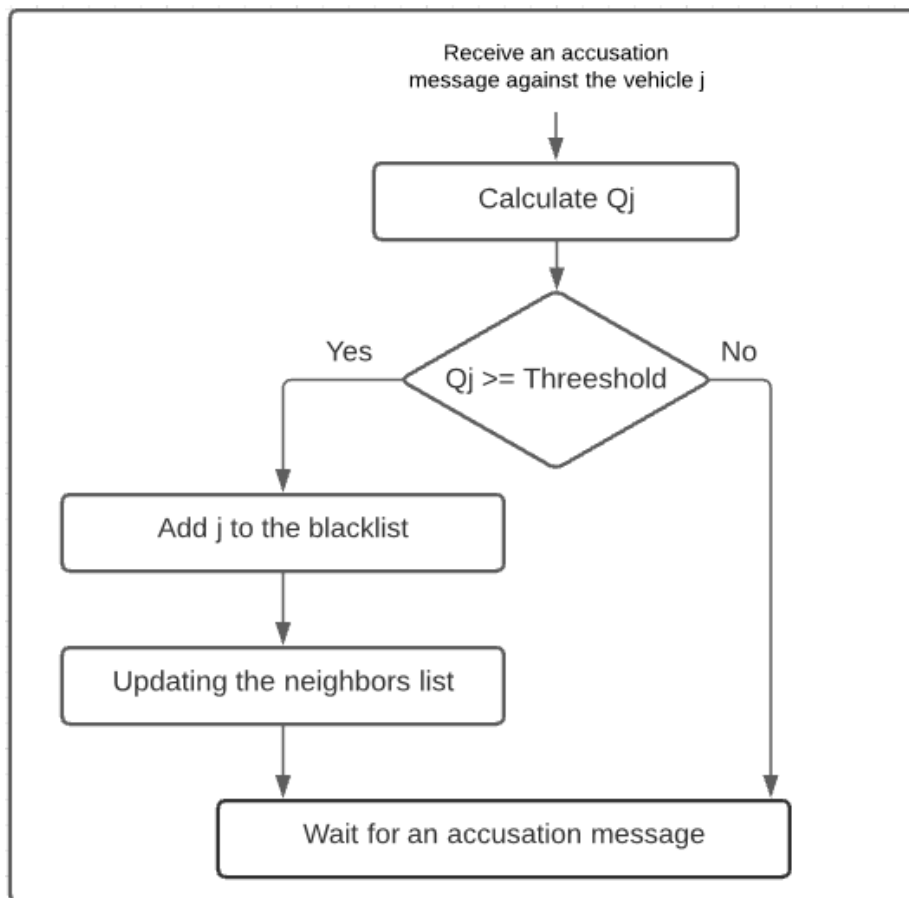 Receive an accusation
message against the vehicle j
Calculate Qj
Yes
No
Qj >= Threeshold
Add j to the blacklist
Updating the neighbors list
Wait for an accusation message